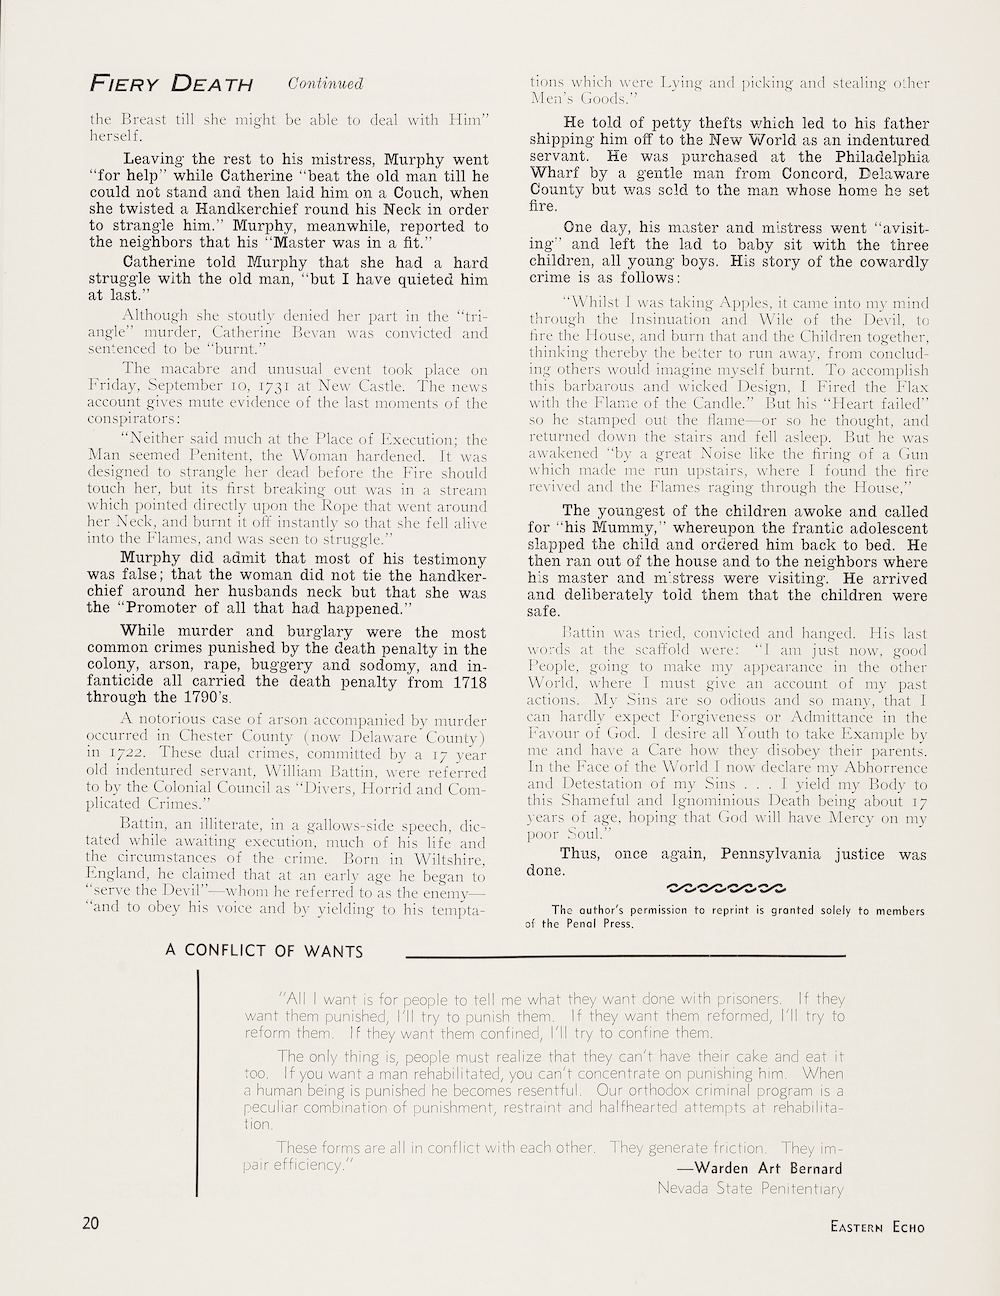 FIERY DEATH Continued
the Breast till she might be able to deal with Him"
herself.
Leaving the rest to his mistress, Murphy went
"for help" while Catherine "beat the old man till he
could not stand and then laid him on a Couch, when
she twisted a Handkerchief round his Neck in order
to strangle him." Murphy, meanwhile, reported to
the neighbors that his "Master was in a fit."
Catherine told Murphy that she had a hard
struggle with the old man, "but I have quieted him
at last."
Although she stoutly denied her part in the "tri-
angle" murder, Catherine Bevan was convicted and
sentenced to be "burnt."
The macabre and unusual event took place on
Friday, September 10, 1731 at New Castle. The news
account gives mute evidence of the last moments of the
conspirators:
"Neither said much at the Place of Execution; the
Man seemed Penitent, the Woman hardened. It was
designed to strangle her dead before the Fire should
touch her, but its first breaking out was in a stream
which pointed directly upon the Rope that went around
her Neck, and burnt it off instantly so that she fell alive
into the Flames, and was seen to struggle."
Murphy did admit that most of his testimony
was false; that the woman did not tie the handker-
chief around her husbands neck but that she was
the "Promoter of all that had happened."
While murder and burglary were the most
common crimes punished by the death penalty in the
colony, arson, rape, buggery and sodomy, and in-
fanticide all carried the death penalty from 1718
through the 1790's.
A notorious case of arson accompanied by murder
occurred in Chester County (now Delaware County)
in 1722. These dual crimes, committed by a 17 year
old indentured servant, William Battin, were referred
to by the Colonial Council as "Divers, Horrid and Com-
plicated Crimes."
Battin, an illiterate, in a gallows-side speech, dic-
tated while awaiting execution, much of his life and
the circumstances of the crime. Born in Wiltshire,
England, he claimed that at an early age he began to
"serve the Devil"—whom he referred to as the enemy—
"and to obey his voice and by yielding to his tempta-
tions which were Lying and picking and stealing other
Men's Goods."
He told of petty thefts which led to his father
shipping him off to the New World as an indentured
servant. He was purchased at the Philadelphia
Wharf by a gentle man from Concord, Delaware
County but was sold to the man whose home he set
fire.
One day, his master and mistress went "avisit-
ing" and left the lad to baby sit with the three
children, all young boys. His story of the cowardly
crime is as follows:
"Whilst I was taking Apples, it came into my mind
through the Insinuation and Wile of the Devil, to
fire the House, and burn that and the Children together,
thinking thereby the better to run away, from conclud-
ing others would imagine myself burnt. To accomplish
this barbarous and wicked Design, I Fired the Flax
with the Flame of the Candle." But his "Heart failed"
so he stamped out the flame—or so he thought, and
returned down the stairs and fell asleep. But he was
awakened "by a great Noise like the firing of a Gun
which made me run upstairs, where I found the fire
revived and the Flames raging through the House,"
The youngest of the children awoke and called
for "his Mummy," whereupon the frantic adolescent
slapped the child and ordered him back to bed. He
then ran out of the house and to the neighbors where
his master and mistress were visiting. He arrived
and deliberately told them that the children were
safe.
Battin was tried, convicted and hanged. His last
words at the scaffold were: "I am just now, good
People, going to make my appearance in the other
World, where I must give an account of my past
actions. My Sins are so odious and so many, that I
can hardly expect Forgiveness or Admittance in the
Favour of God. I desire all Youth to take Example by
me and have a Care how they disobey their parents.
In the Face of the World I now declare my Abhorrence
and Detestation of my Sins . . . I yield my Body to
this Shameful and Ignominious Death being about 17
years of age, hoping that God will have Mercy on my
poor Soul."
Thus, once again, Pennsylvania justice was
done.
The author's permission to reprint is granted solely to members
of the Penal Press.
A CONFLICT OF WANTS
"All I want is for people to tell me what they want done with prisoners. If they
want them punished, I'll try to punish them. If they want them reformed, I'll try to
reform them. If they want them confined, I'll try to confine them.
The only thing is, people must realize that they can't have their cake and eat it
too. If you want a man rehabilitated, you can't concentrate on punishing him. When
a human being is punished he becomes resentful. Our orthodox criminal program is a
peculiar combination of punishment, restraint and halfhearted attempts at rehabilita-
tion.
These forms are all in conflict with each other. They generate friction. They im-
pair efficiency."
—Warden Art Bernard
Nevada State Penitentiary
20
EASTERN ECHO